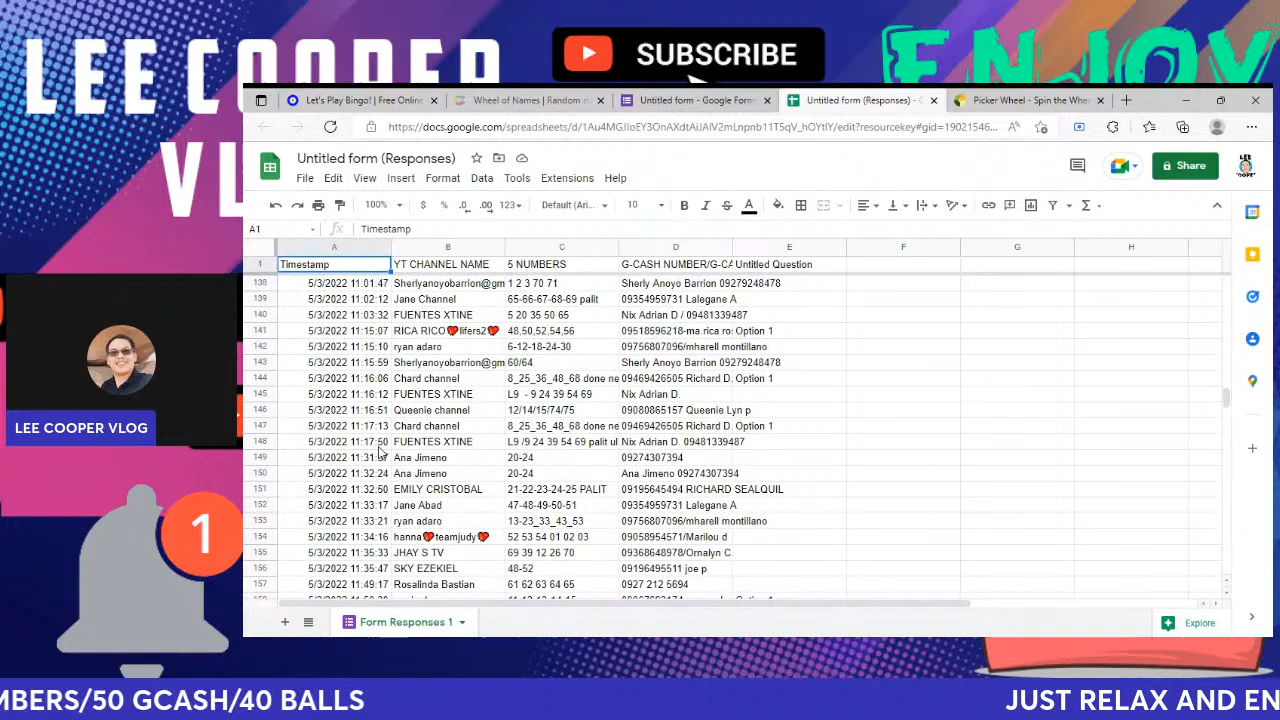 LEE COOPER
VL
SUBSCRIBE
ENJOY
Let's Play Bingo! | Free Online
Wheel of Names | Random
Untitled form - Google Form
Untitled form (Responses) - G
Picker Wheel - Spin the Whe
Untitled form (Responses)
File Edit View Insert Format Data Tools Extensions Help
Share
100% $ % .0 .00 123 Default (Ari... 10 B I S A
A1 fx Timestamp
A B C D E F G H
1 Timestamp YT CHANNEL NAME 5 NUMBERS G-CASH NUMBER/G-CA Untitled Question
138 5/3/2022 11:01:47 Sherlyanoyobarrion@gm 1 2 3 70 71 Sherly Anoyo Barrion 09279248478
139 5/3/2022 11:02:12 Jane Channel 65-66-67-68-69 palit 09354959731 Lalegane A
140 5/3/2022 11:03:32 FUENTES XTINE 5 20 35 50 65 Nix Adrian D / 09481339487
141 5/3/2022 11:15:07 RICA RICO❤️lifers2❤️ 48,50,52,54,56 09518596218-ma.rica ro Option 1
142 5/3/2022 11:15:10 ryan adaro 6-12-18-24-30 09756807096/mharell montillano
143 5/3/2022 11:15:59 Sherlyanoyobarrion@gm 60/64 Sherly Anoyo Barrion 09279248478
144 5/3/2022 11:16:06 Chard channel 8_25_36_48_68 done ne 09469426505 Richard D. Option 1
145 5/3/2022 11:16:12 FUENTES XTINE L9 - 9 24 39 54 69 Nix Adrian D.
146 5/3/2022 11:16:51 Queenie channel 12/14/15/74/75 09080865157 Queenie Lyn p
147 5/3/2022 11:17:13 Chard channel 8_25_36_48_68 done ne 09469426505 Richard D. Option 1
148 5/3/2022 11:17:50 FUENTES XTINE L9 /9 24 39 54 69 palit ul Nix Adrian D. 09481339487
149 5/3/2022 Ana Jimeno 20-24 09274307394
150 5/3/2022 11:32:24 Ana Jimeno 20-24 Ana Jimeno 09274307394
151 5/3/2022 11:32:50 EMILY CRISTOBAL 21-22-23-24-25 PALIT 09195645494 RICHARD SEALQUIL
152 5/3/2022 11:33:17 Jane Abad 47-48-49-50-51 09354959731 Lalegane A
153 5/3/2022 11:33:21 ryan adaro 13-23_33_43_53 09756807096/mharell montillano
154 5/3/2022 11:34:16 hanna❤️teamjudy❤️ 52 53 54 01 02 03 09058954571/Marilou d
155 5/3/2022 11:35:33 JHAY S TV 69 39 12 26 70 09368648978/Ornalyn C.
156 5/3/2022 11:35:47 SKY EZEKIEL 48-52 09196495511 joe p
157 5/3/2022 11:49:17 Rosalinda Bastian 61 62 63 64 65 0927 212 5694
Form Responses 1
Explore
LEE COOPER VLOG
1
MBERS/50 GCASH/40 BALLS
JUST RELAX AND EN